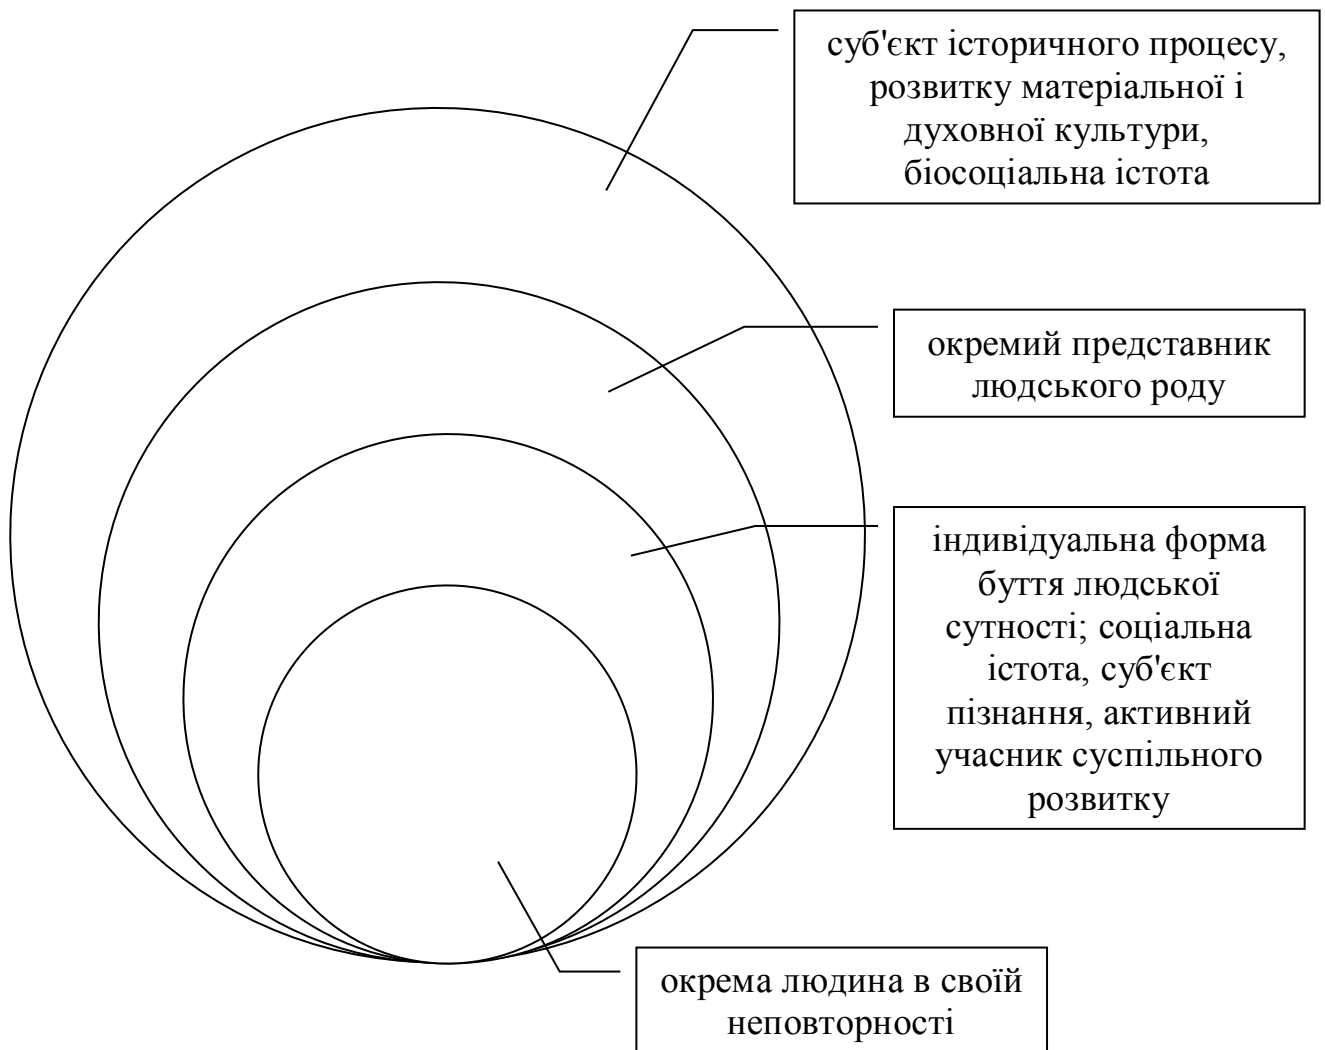 суб'єкт історичного процесу,
розвитку матеріальної і
духовної культури,
біосоціальна істота
окремий представник
людського роду
індивідуальна форма
буття людської
сутності; соціальна
істота, суб'єкт
пізнання, активний
учасник суспільного
розвитку
окрема людина в своїй
неповторності